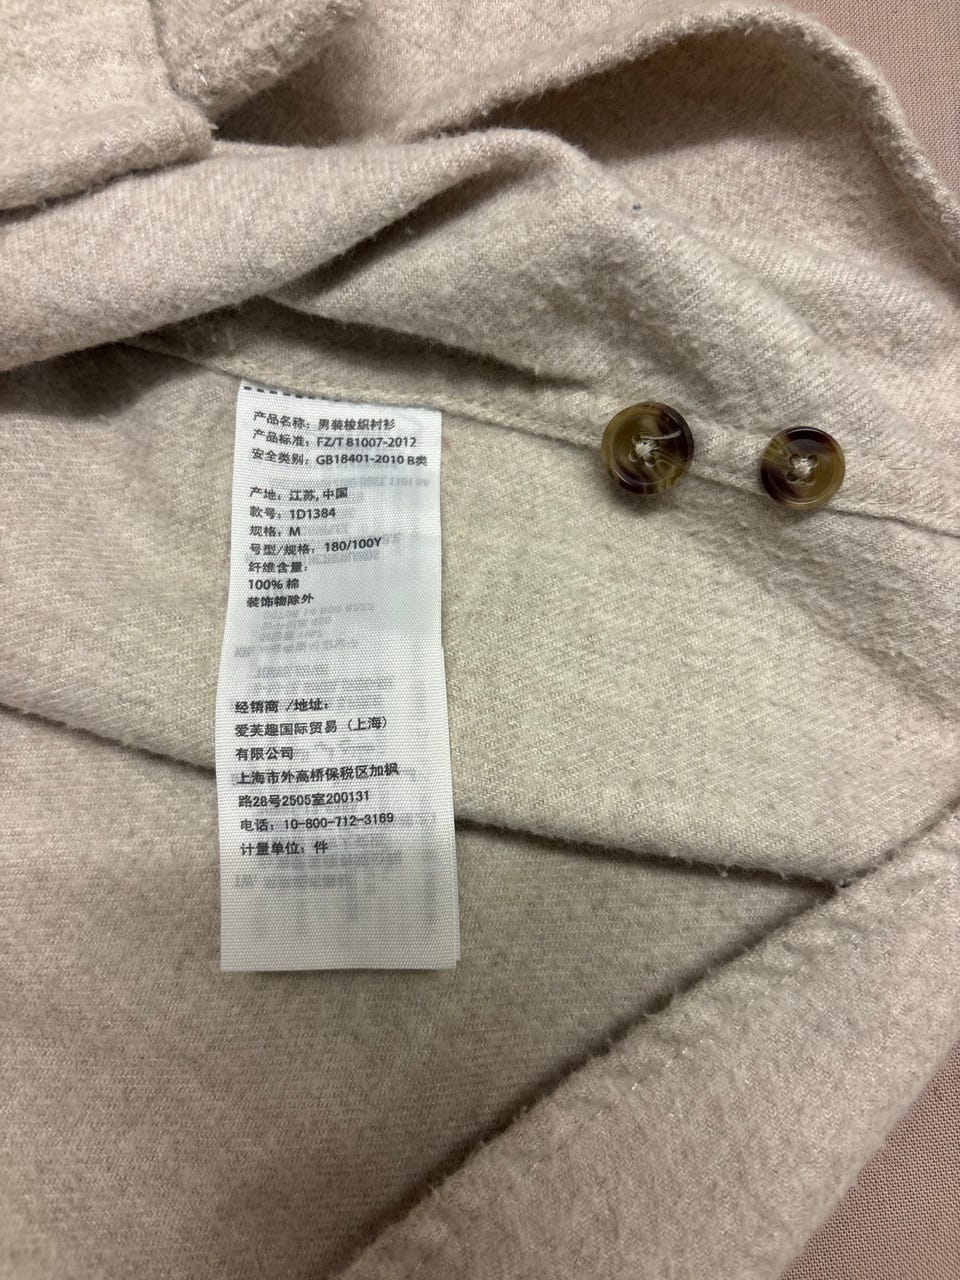 产品名称：男装梭织衬衫
产品标准：FZ/T 81007-2012
安全类别：GB18401-2010 B类
产地：江苏, 中国
款号：1D1384
规格：M
号型/规格：180/100Y
纤维含量：
100% 棉
装饰物除外
经销商 /地址：
爱芙趣国际贸易（上海）
有限公司
上海市外高桥保税区加枫
路28号2505室200131
电话：10-800-712-3169
计量单位：件